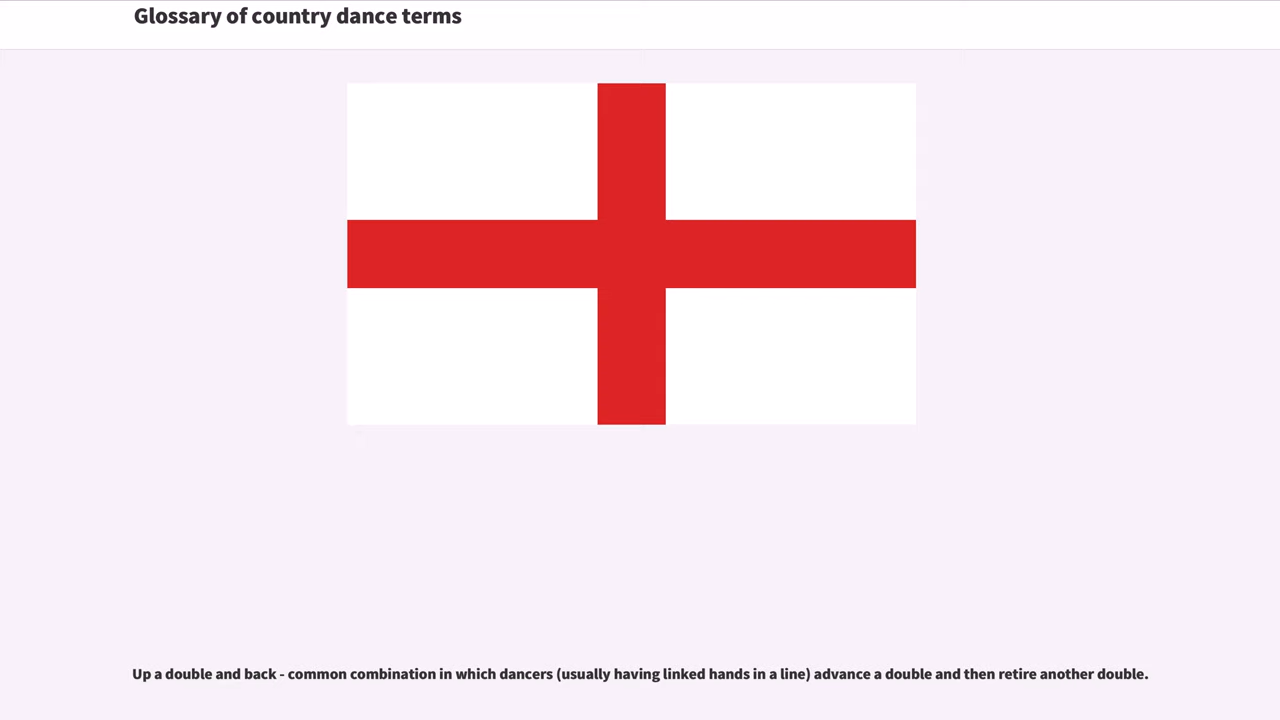 Glossary of country dance terms
Up a double and back - common combination in which dancers (usually having linked hands in a line) advance a double and then retire another double.